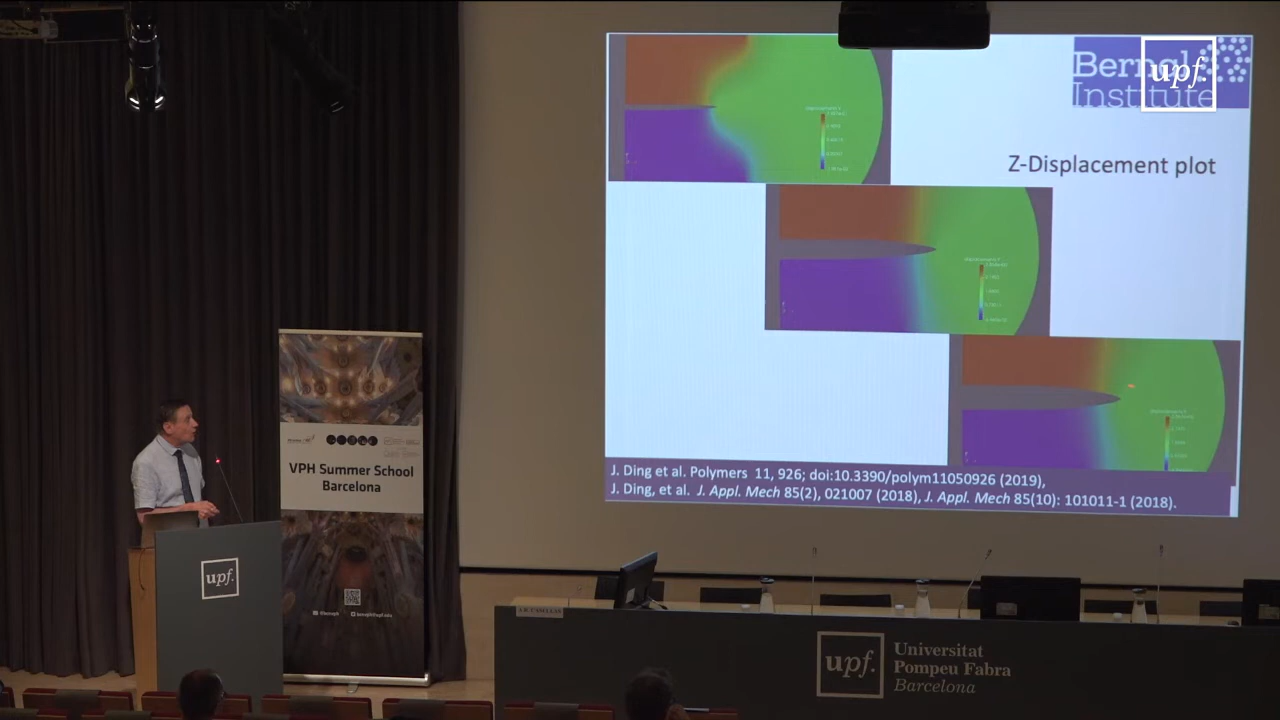 Berno
Institute
upf.
Z-Displacement plot
J. Ding et al. Polymers 11, 926; doi:10.3390/polym11050926 (2019),
J. Ding, et al. J. Appl. Mech 85(2), 021007 (2018), J. Appl. Mech 85(10): 101011-1 (2018).
VPH Summer School
Barcelona
upf.
upf.
Universitat
Pompeu Fabra
Barcelona